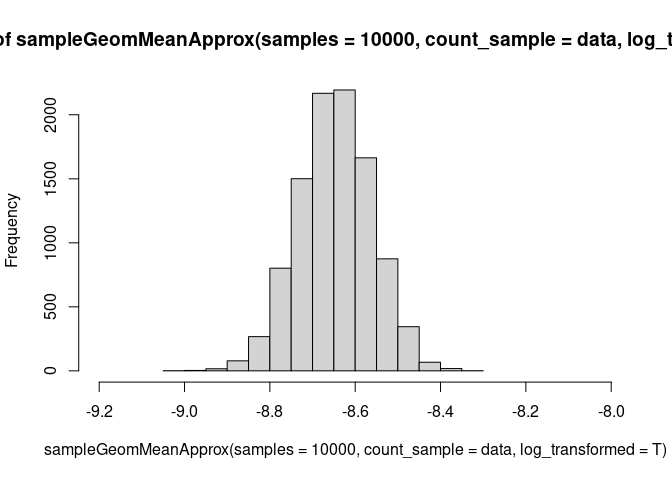 of sampleGeomMeanApprox(samples = 10000, count_sample = data, log_t
2000
1500
1000
500
0
Frequency
-9.2 -9.0 -8.8 -8.6 -8.4 -8.2 -8.0
sampleGeomMeanApprox(samples = 10000, count_sample = data, log_transformed = T)